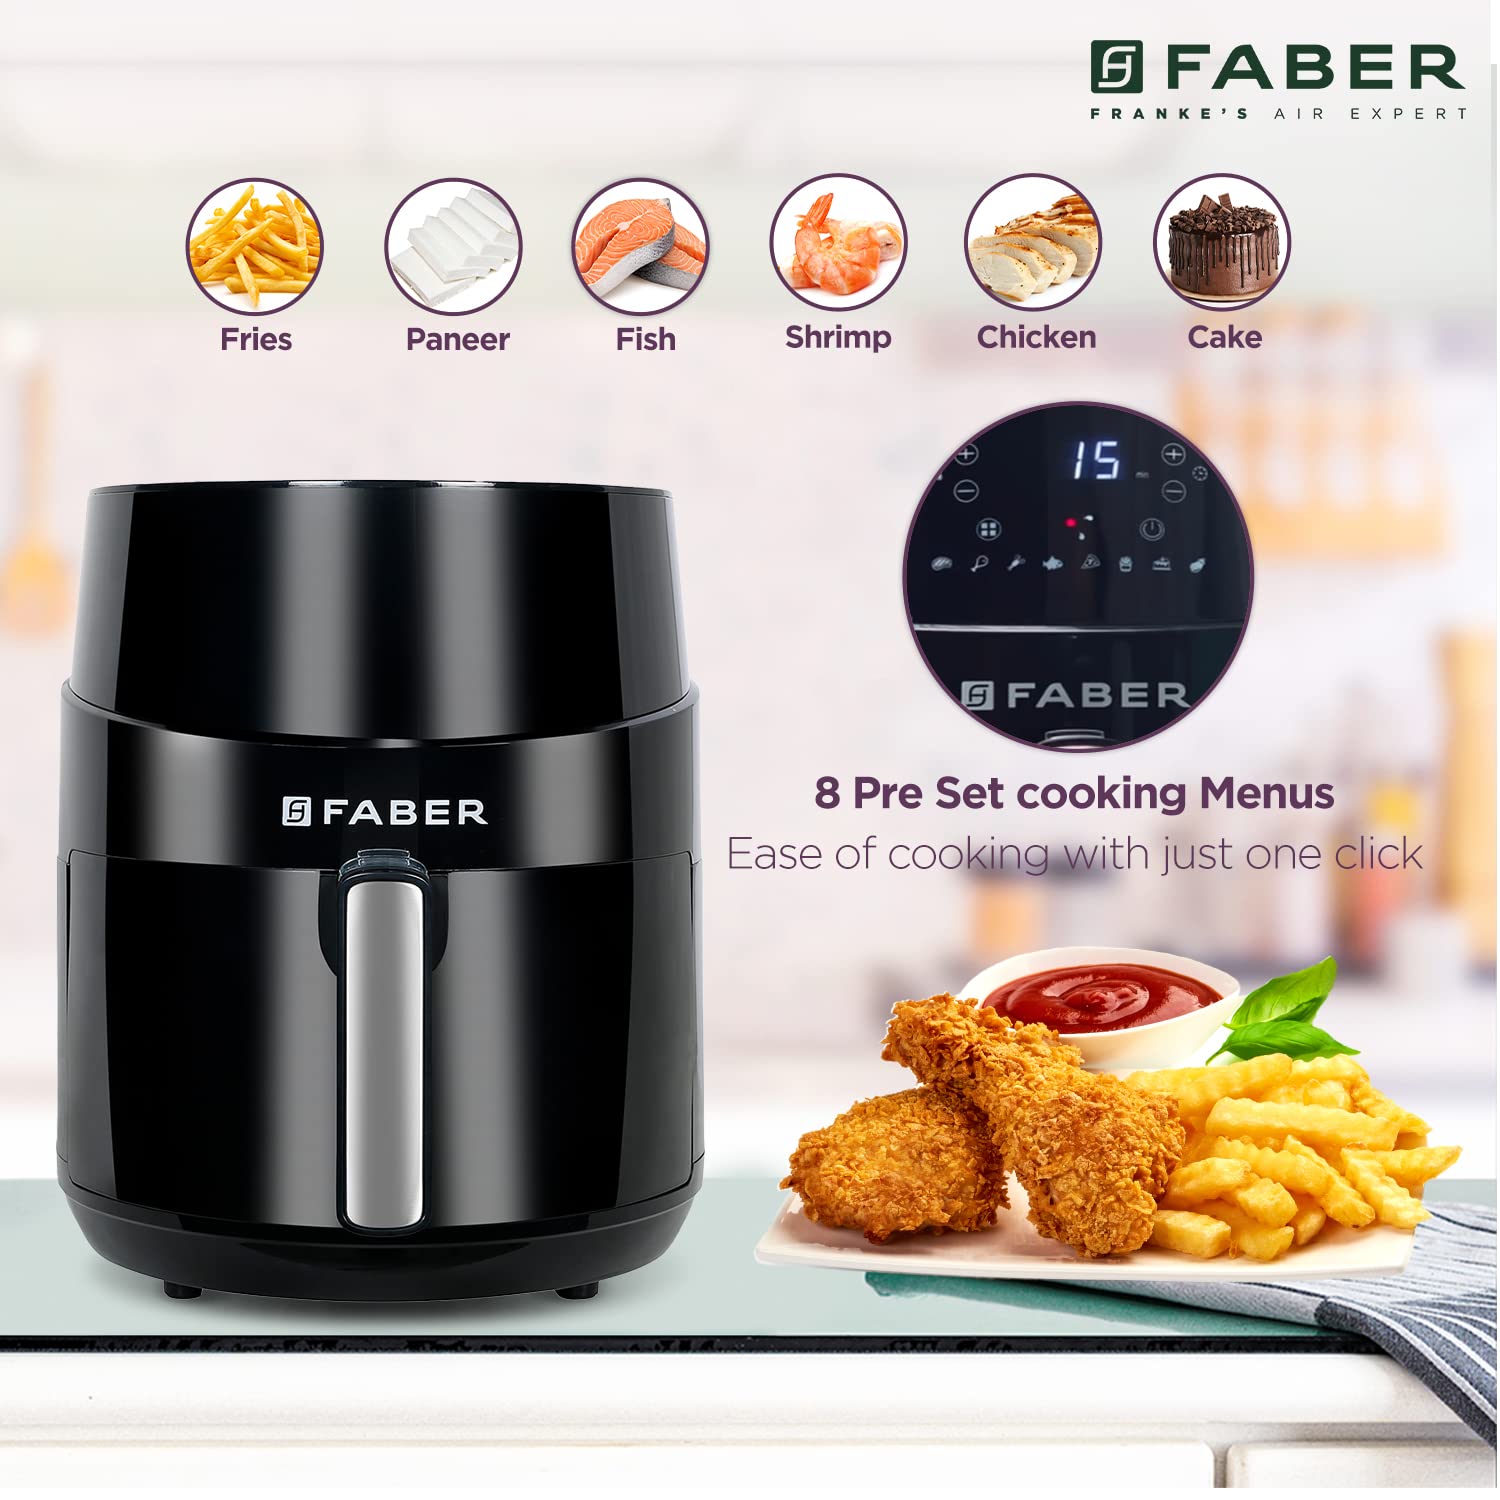 FABER
FRANKE'S AIR EXPERT
Fries
Paneer
Fish
Shrimp
Chicken
Cake
15
FABER
8 Pre Set cooking Menus
Ease of cooking with just one click
FABER